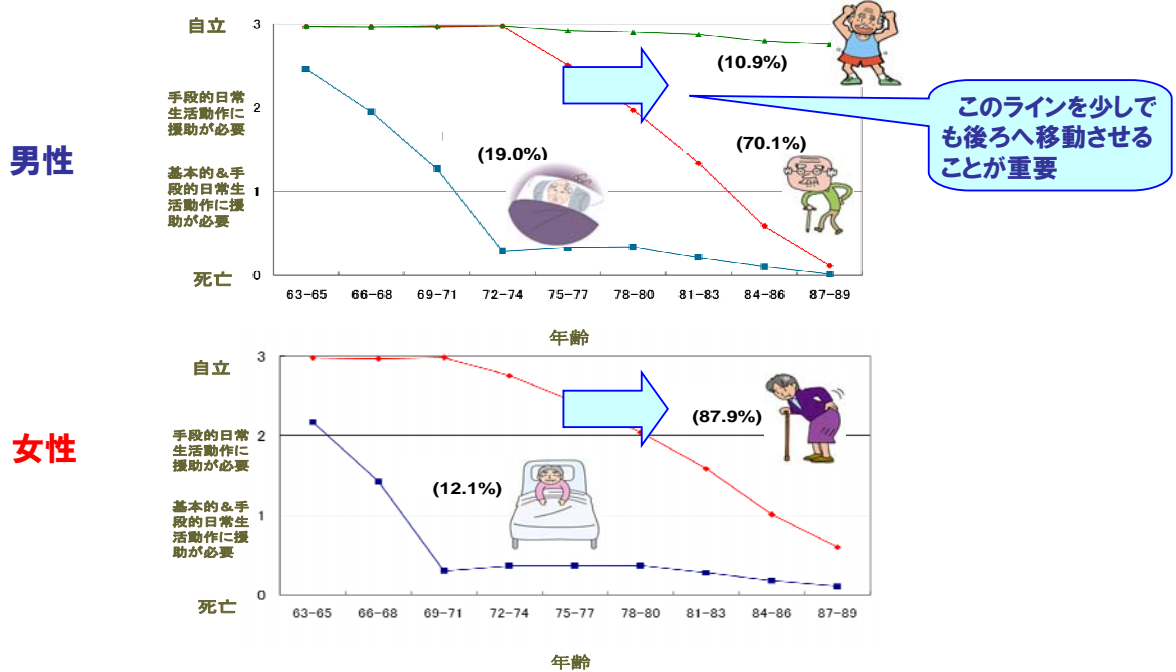 自立
3
手段的日常
生活動作に
援助が必要
2
基本的&手
段的日常生
活動作に援
助が必要
1
死亡
0
男性
(10.9%)
(19.0%)
(70.1%)
このラインを少しで
も後ろへ移動させる
ことが重要
63-65 66-68 69-71 72-74 75-77 78-80 81-83 84-86 87-89
年齢
自立
3
手段的日常
生活動作に
援助が必要
2
基本的&手
段的日常生
活動作に援
助が必要
1
死亡
0
女性
(87.9%)
(12.1%)
63-65 66-68 69-71 72-74 75-77 78-80 81-83 84-86 87-89
年齢